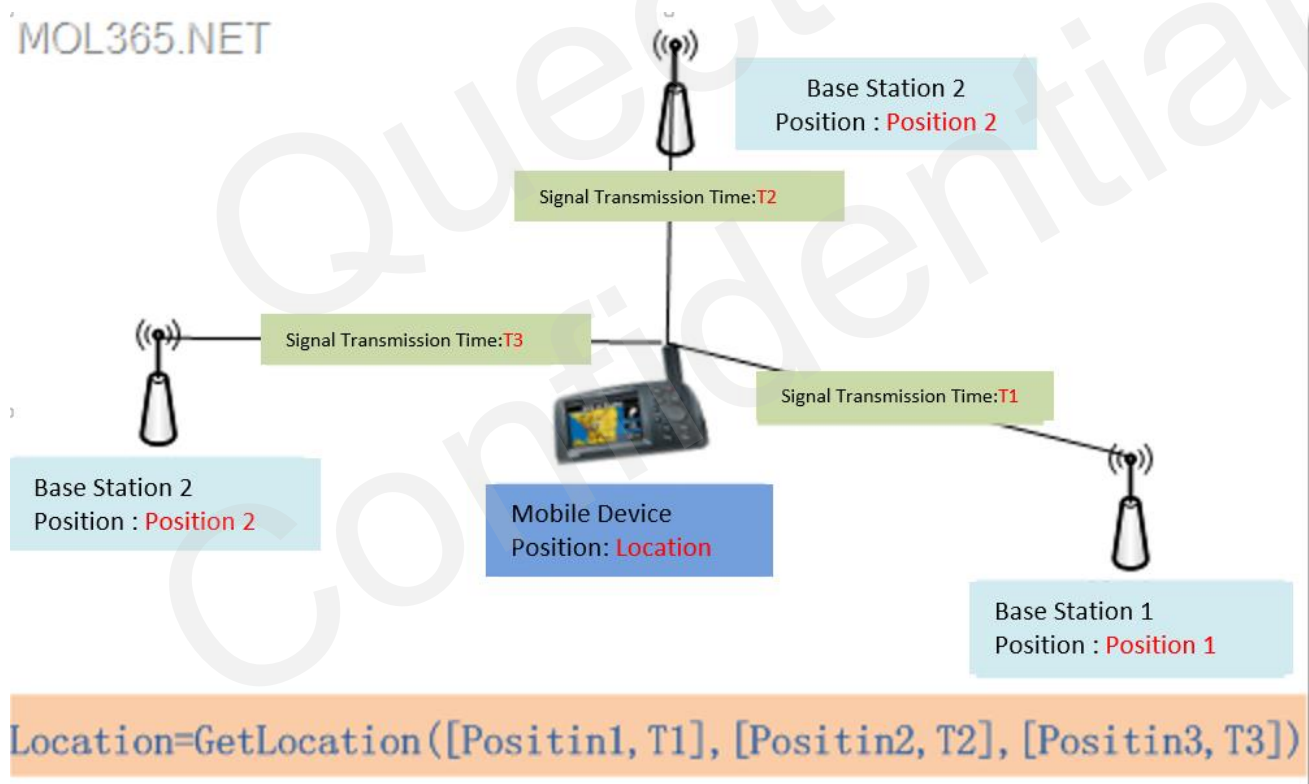 MOL365.NET
Base Station 2
Position : Position 2
Signal Transmission Time:T2
Signal Transmission Time:T3
Signal Transmission Time:T1
Base Station 2
Position : Position 2
Mobile Device
Position: Location
Base Station 1
Position : Position 1
Location=GetLocation([Positin1,T1],[Positin2,T2],[Positin3,T3])
Quect
Confidential